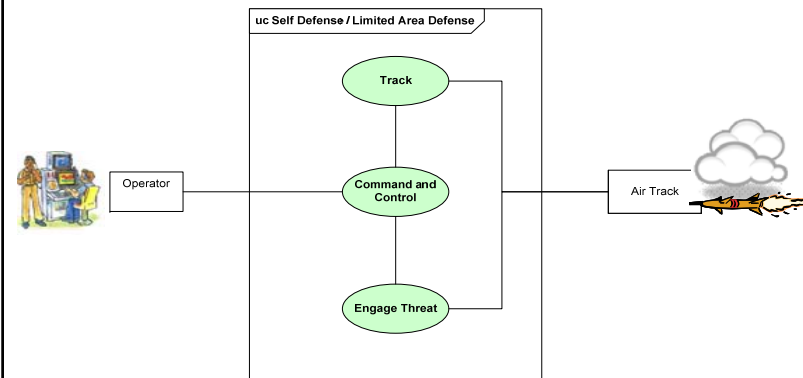 uc Self Defense / Limited Area Defense
Track
Operator
Command and
Control
Air Track
Engage Threat